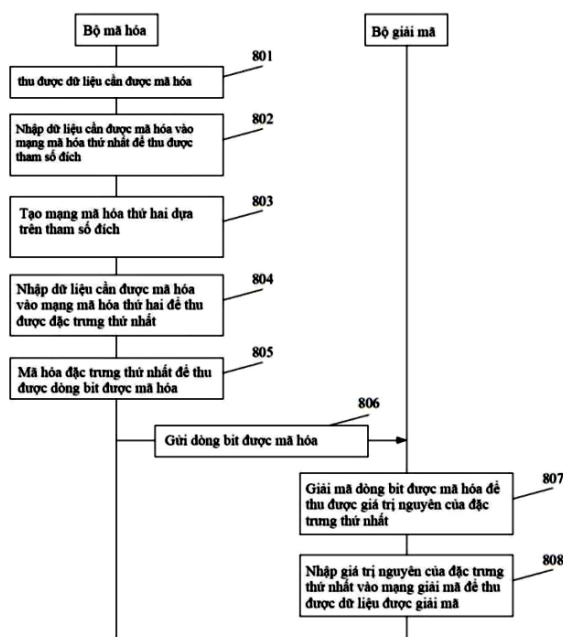 Bộ mã hóa
Bộ giải mã
801
thu được dữ liệu cần được mã hóa
802
Nhập dữ liệu cần được mã hóa vào
mạng mã hóa thứ nhất để thu được
tham số đích
803
Tạo mạng mã hóa thứ hai dựa
trên tham số đích
804
Nhập dữ liệu cần được mã hóa
vào mạng mã hóa thứ hai để thu
được đặc trưng thứ nhất
805
Mã hóa đặc trưng thứ nhất để thu
được dòng bit được mã hóa
806
Gửi dòng bit được mã hóa
807
Giải mã dòng bit được mã hóa để
thu được giá trị nguyên của đặc
trưng thứ nhất
808
Nhập giá trị nguyên của đặc trưng
thứ nhất vào mạng giải mã để thu
được dữ liệu được giải mã